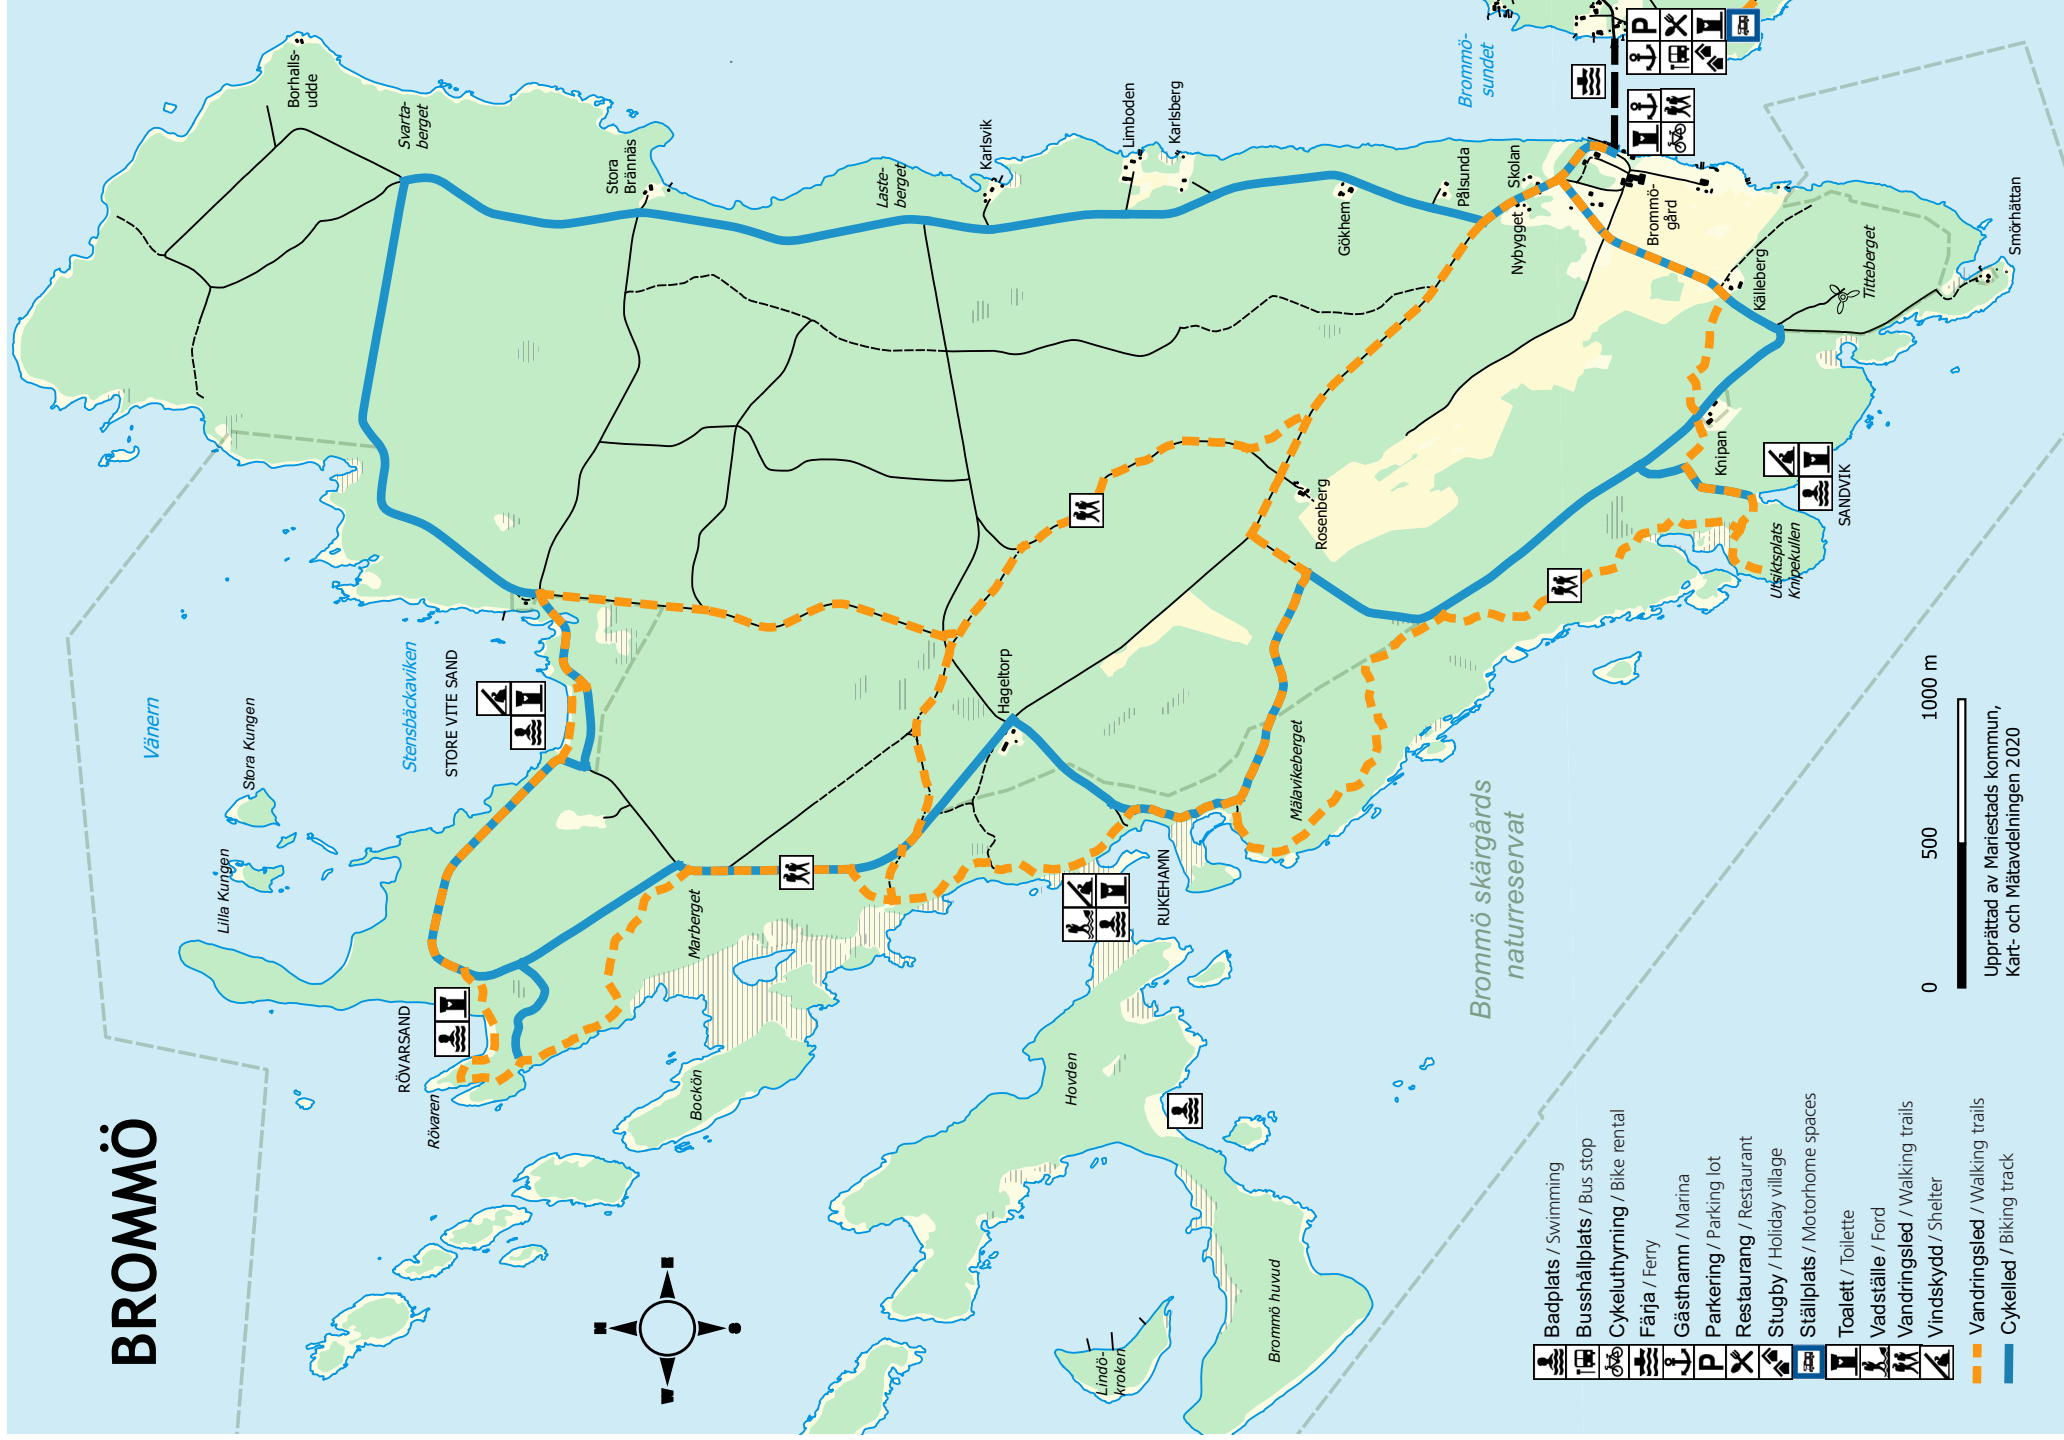 BROMMÖ
Vänern
Stora Kungen
Lilla Kungen
Borhalls-
udde
Svarta-
berget
Stora
Brännäs
Laste-
berget
Karlsvik
Limboden
Karlsberg
Gökhem
Pålsunda
Skolan
Nybygget
Brommö-
sundet
P
Brommö-
gård
Källeberg
Titteberget
Smörhättan
Knipan
SANDVIK
Utsiktsplats
Knipekullen
Rosenberg
Hageltorp
Stensbäckaviken
STORE VITE SAND
RÖVARSAND
Rövaren
Marberget
Bockön
RUKEHAMN
Mälavikeberget
Hovden
Brommö skärgårds
naturreservat
Brommö huvud
Lindö-
kroken
N
E
S
W
0
500
1000 m
Upprättad av Mariestads kommun,
Kart- och Mätavdelningen 2020
Badplats / Swimming
Busshållplats / Bus stop
Cykeluthyrning / Bike rental
Färja / Ferry
Gästhamn / Marina
P Parkering / Parking lot
Restaurang / Restaurant
Stugby / Holiday village
Ställplats / Motorhome spaces
Toalett / Toilette
Vadställe / Ford
Vandringsled / Walking trails
Vindskydd / Shelter
Vandringsled / Walking trails
Cykelled / Biking track